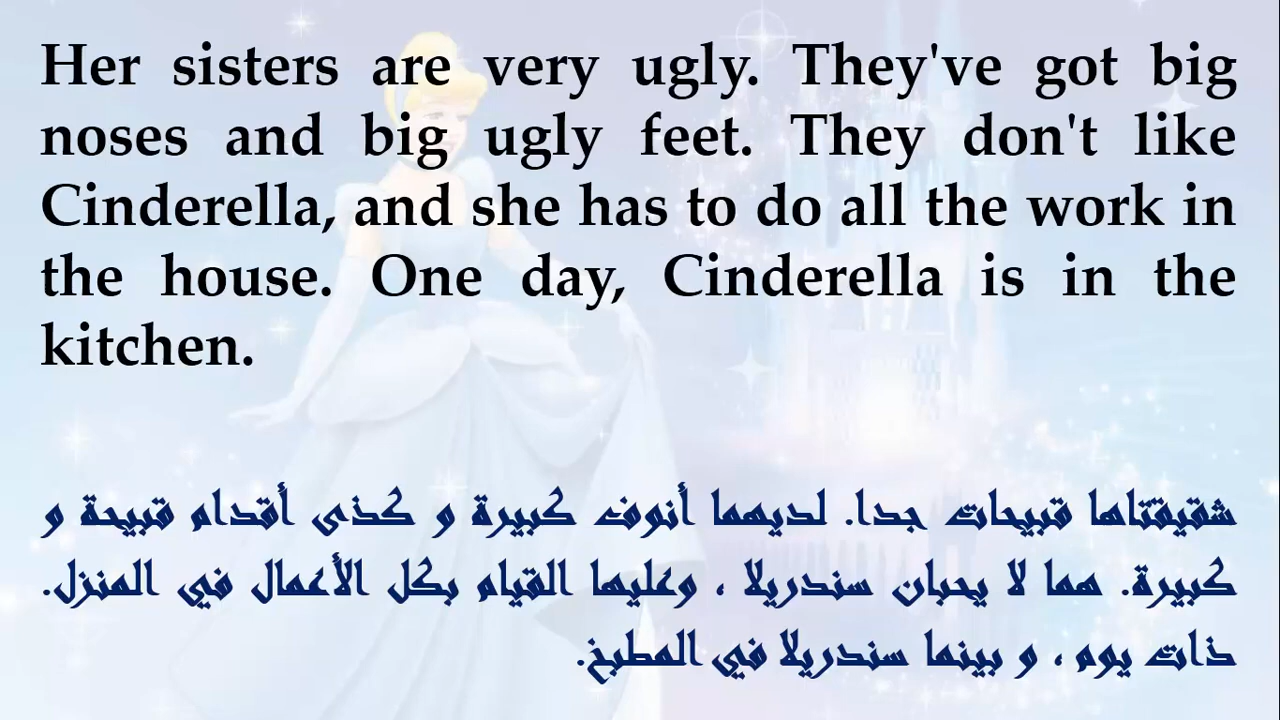 Her sisters are very ugly. They've got big
noses and big ugly feet. They don't like
Cinderella, and she has to do all the work in
the house. One day, Cinderella is in the
kitchen.
شقيقتاها قبيحات جدا. لديهما أنوف كبيرة و كذى أقدام قبيحة و
كبيرة. هما لا يحبان سندريلا ، وعليها القيام بكل الأعمال في المنزل.
ذات يوم ، و بينما سندريلا في المطبخ.